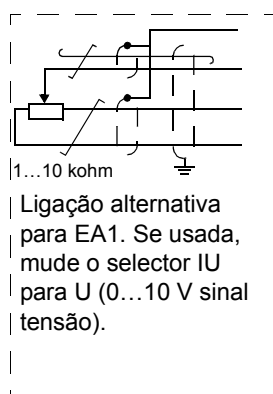 1…10 kohm
Ligação alternativa
para EA1. Se usada,
mude o selector IU
para U (0…10 V sinal
tensão).